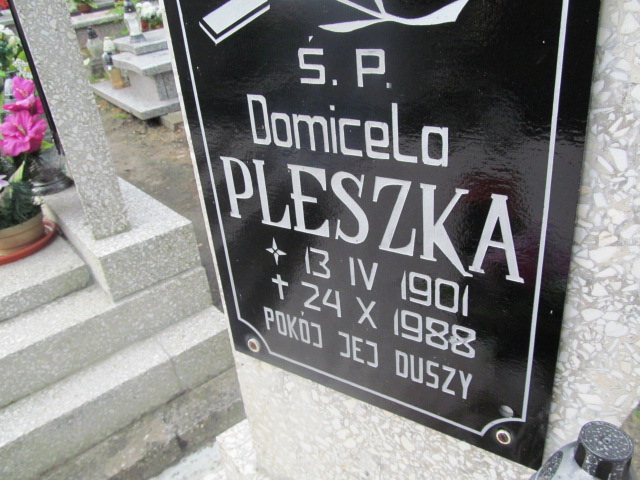 Ś. P.
Domicela
PLESZKA
13 IV 1901
✝ 24 X 1988
POKÓJ JEJ DUSZY